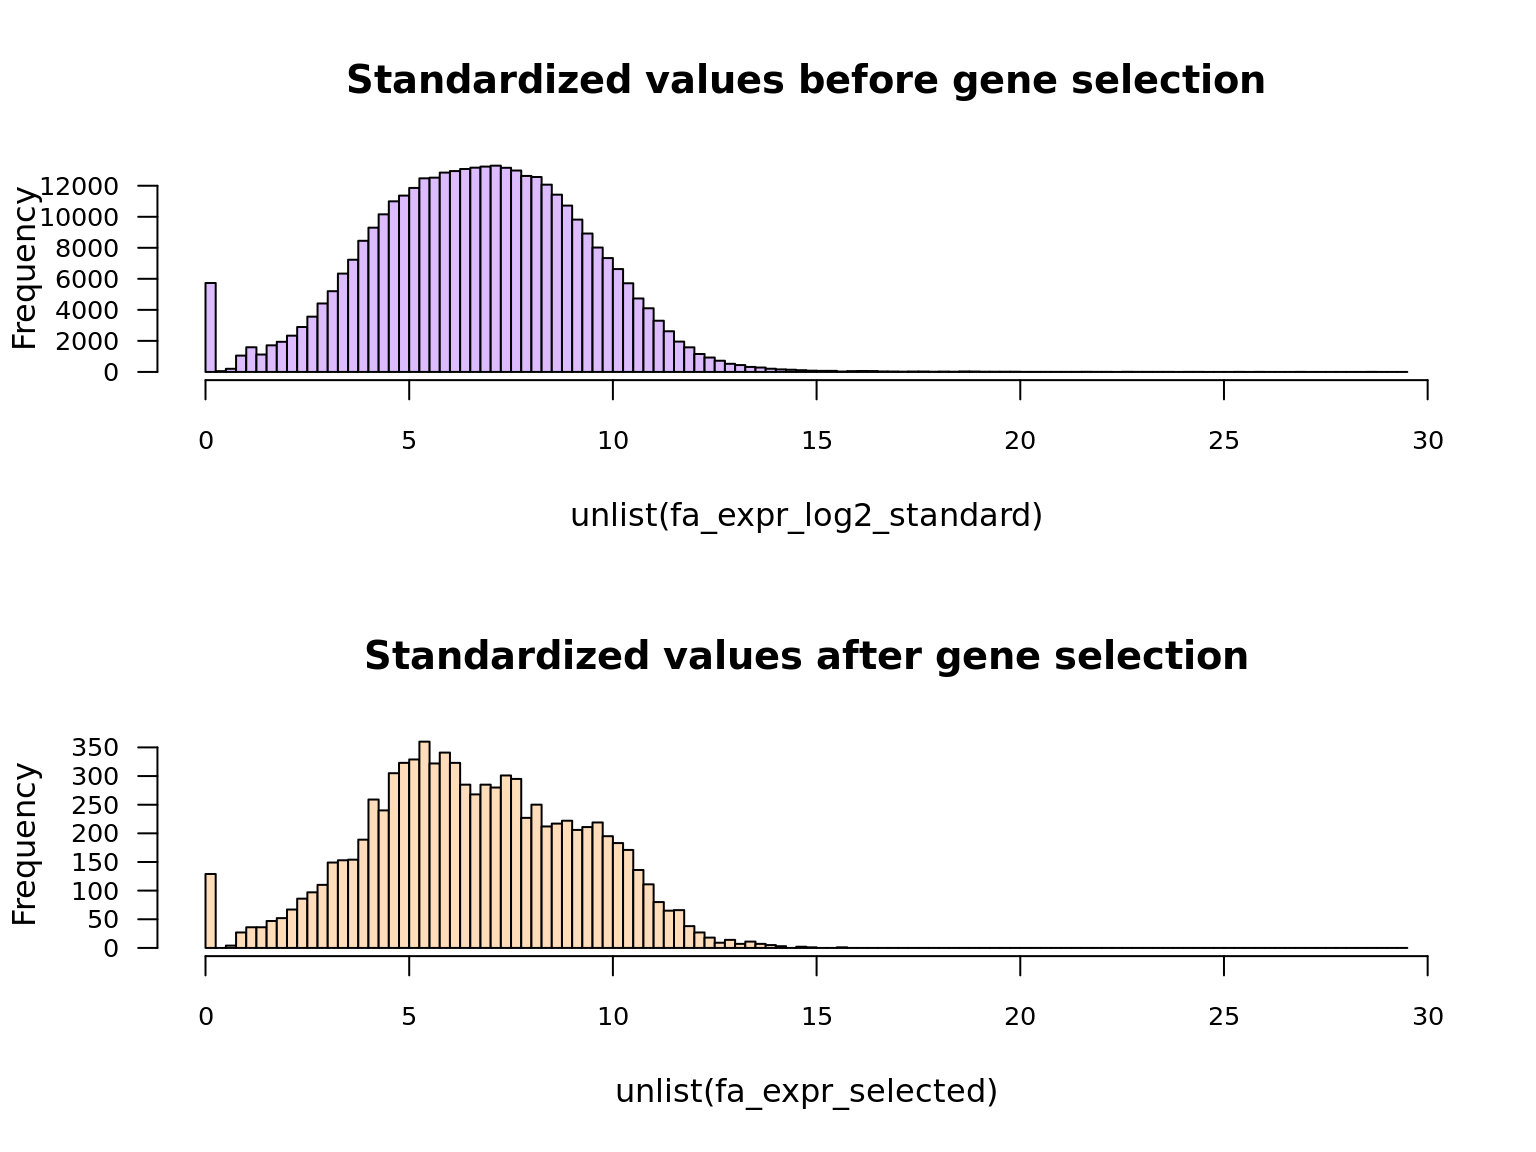 Standardized values before gene selection
Frequency
12000
10000
8000
6000
4000
2000
0
0 5 10 15 20 25 30
unlist(fa_expr_log2_standard)
Standardized values after gene selection
Frequency
350
300
250
200
150
100
50
0
0 5 10 15 20 25 30
unlist(fa_expr_selected)